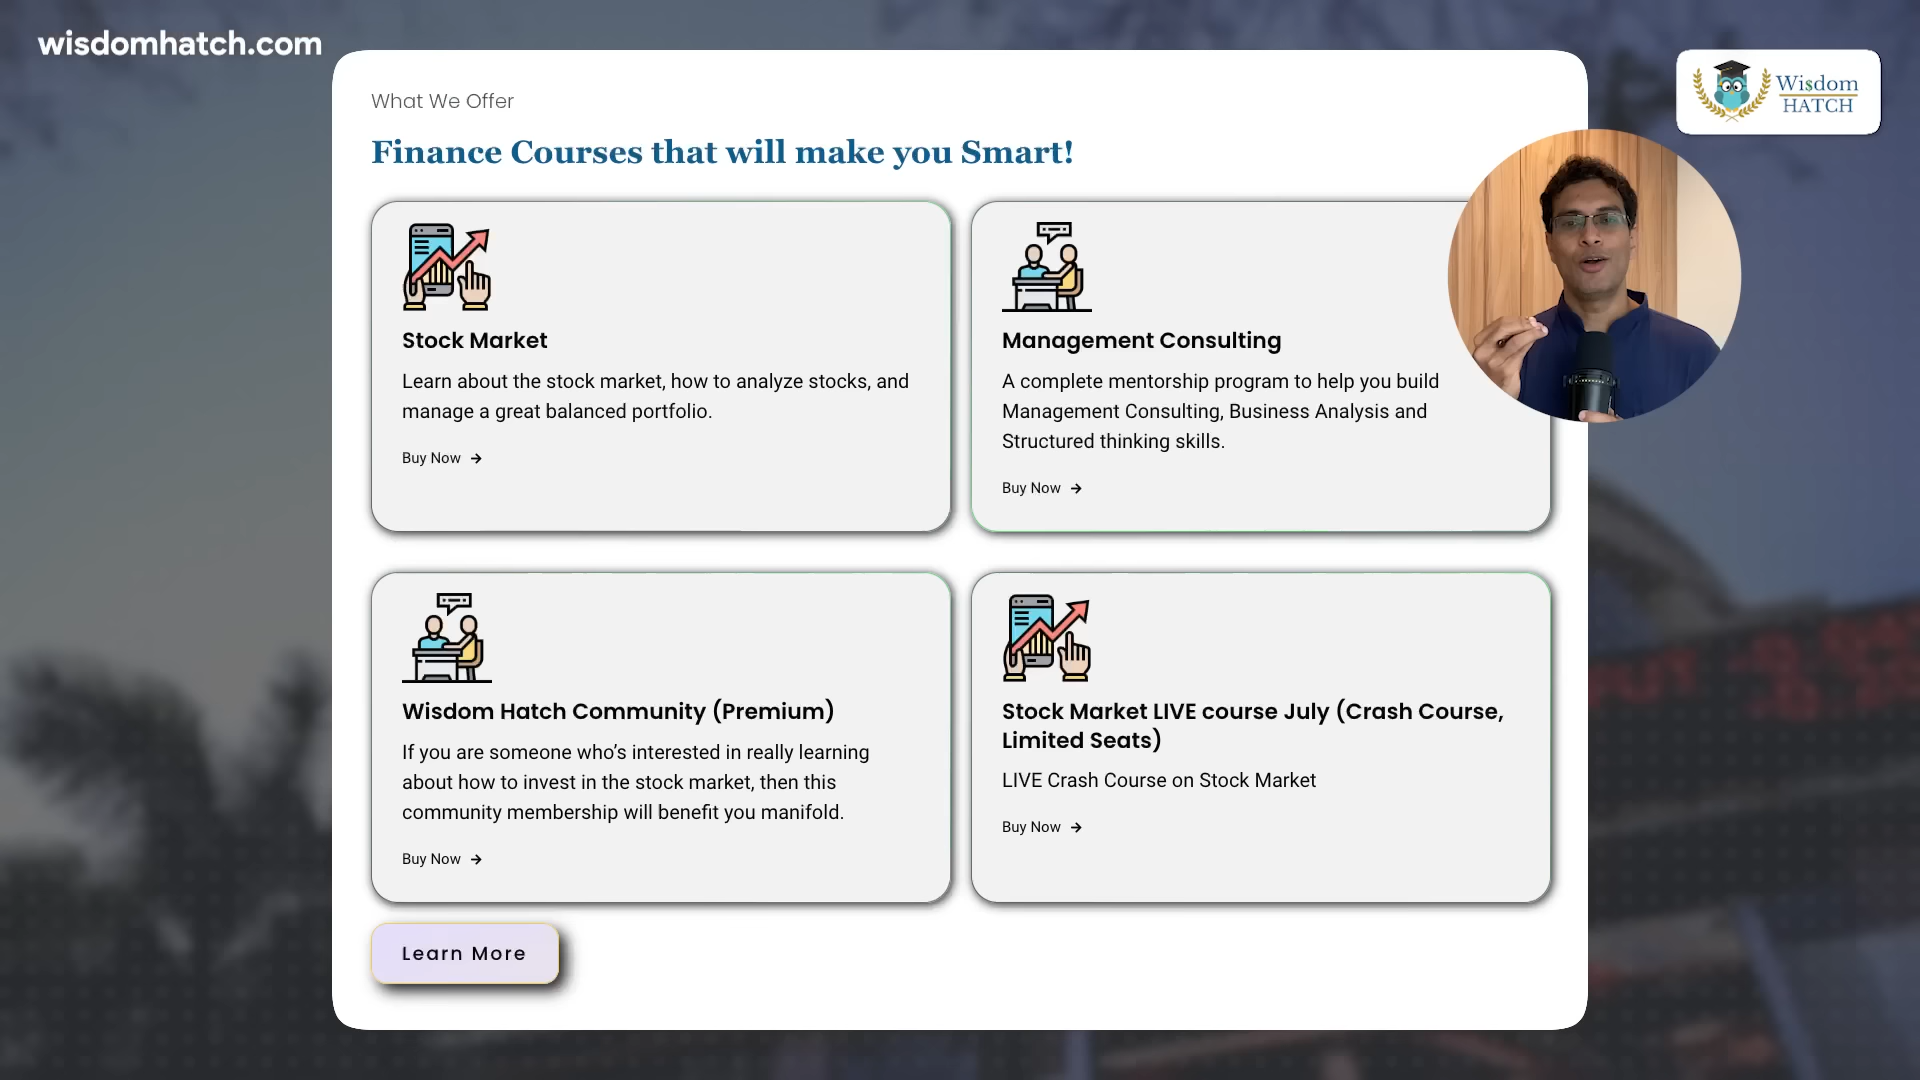 wisdomhatch.com
Wi$dom
HATCH
What We Offer
Finance Courses that will make you Smart!
Stock Market
Learn about the stock market, how to analyze stocks, and
manage a great balanced portfolio.
Buy Now →
Management Consulting
A complete mentorship program to help you build
Management Consulting, Business Analysis and
Structured thinking skills.
Buy Now →
Wisdom Hatch Community (Premium)
If you are someone who’s interested in really learning
about how to invest in the stock market, then this
community membership will benefit you manifold.
Buy Now →
Stock Market LIVE course July (Crash Course,
Limited Seats)
LIVE Crash Course on Stock Market
Buy Now →
Learn More